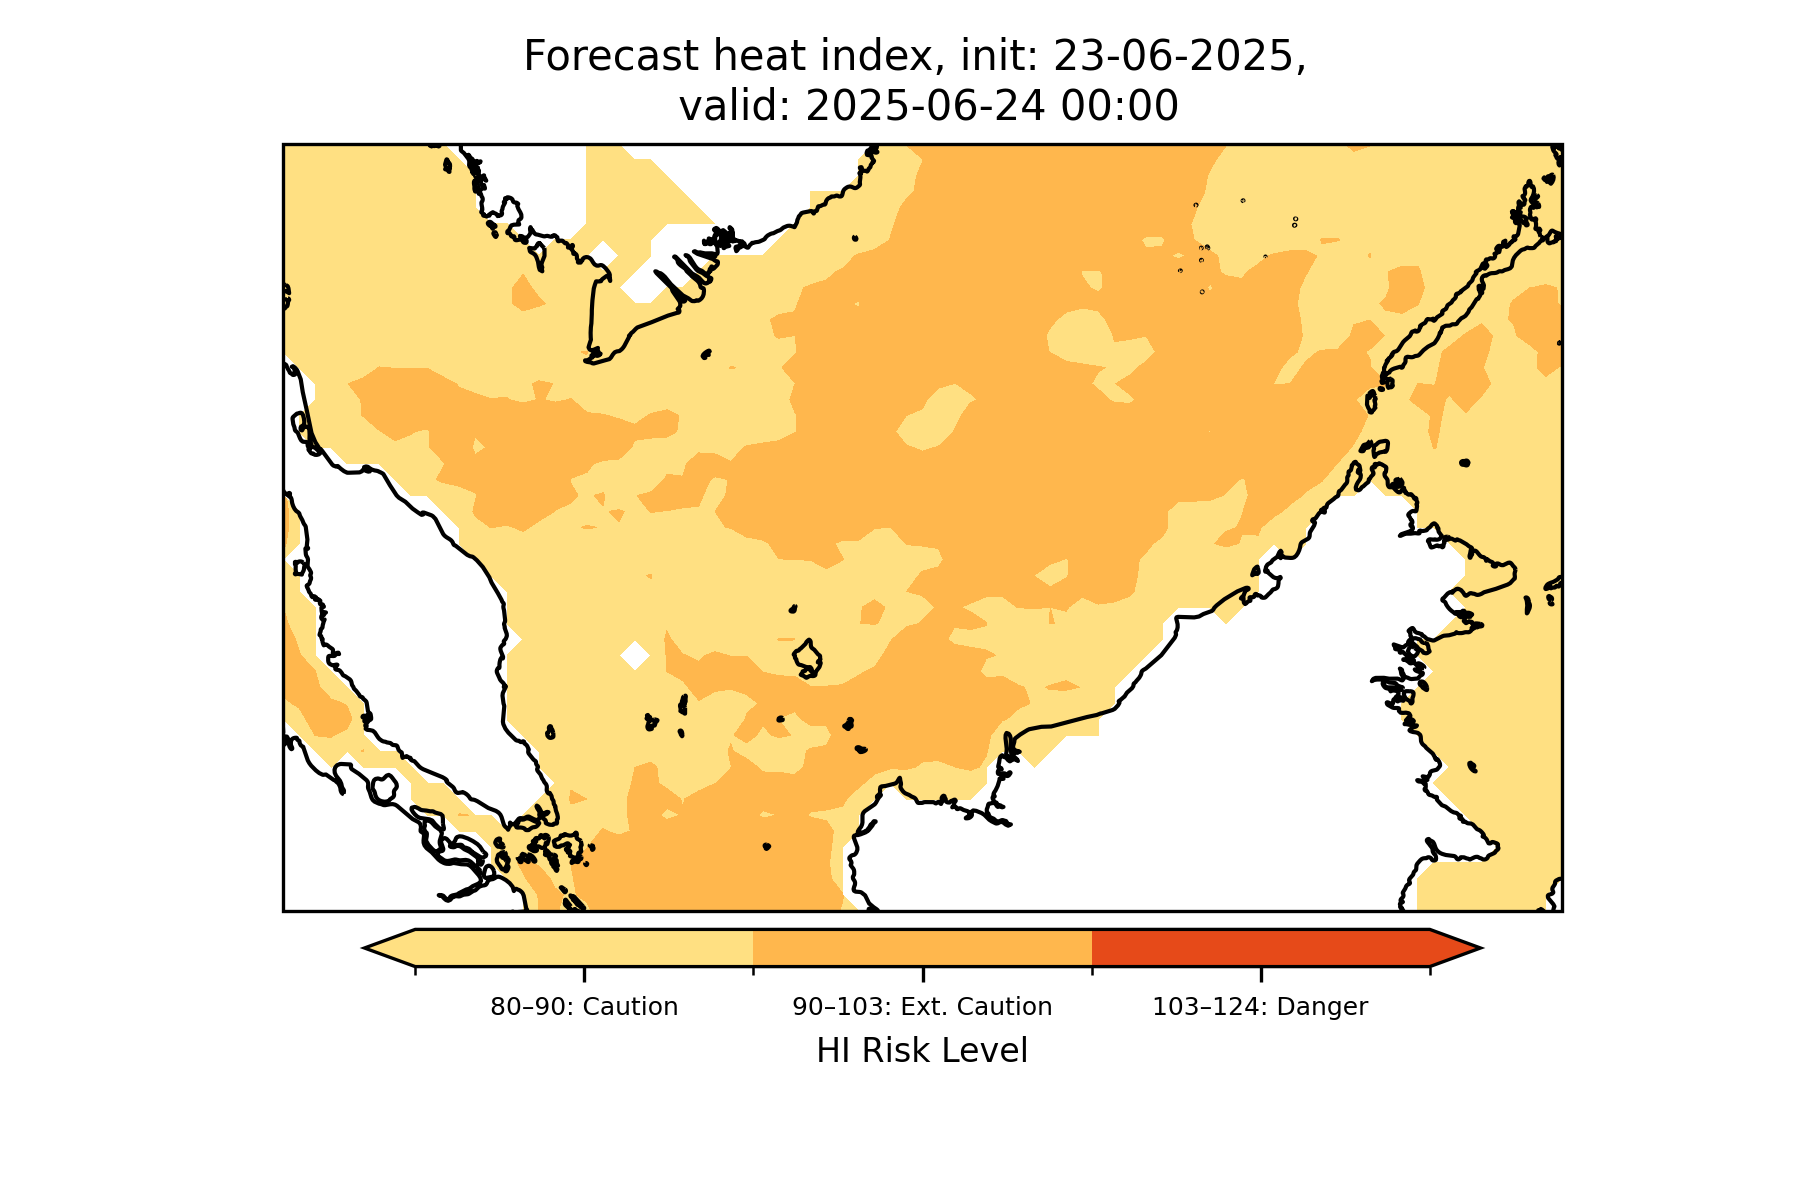 Forecast heat index, init: 23-06-2025,
valid: 2025-06-24 00:00
80–90: Caution
90–103: Ext. Caution
103–124: Danger
HI Risk Level